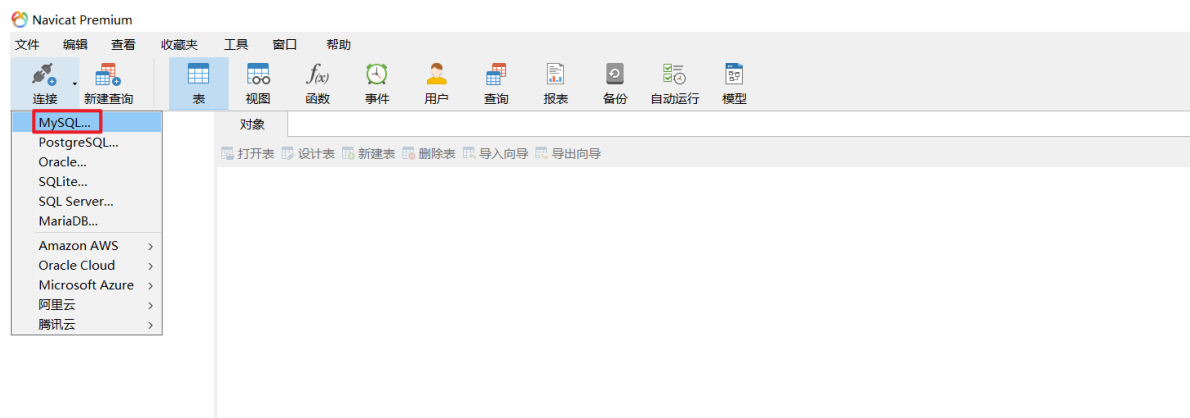 Navicat Premium
文件 编辑 查看 收藏夹 工具 窗口 帮助
f(x)
连接 新建查询 表 视图 函数 事件 用户 查询 报表 备份 自动运行 模型
MySQL...
PostgreSQL...
Oracle...
SQLite...
SQL Server...
MariaDB...
Amazon AWS
Oracle Cloud
Microsoft Azure
阿里云
腾讯云
对象
打开表 设计表 新建表 删除表 导入向导 导出向导